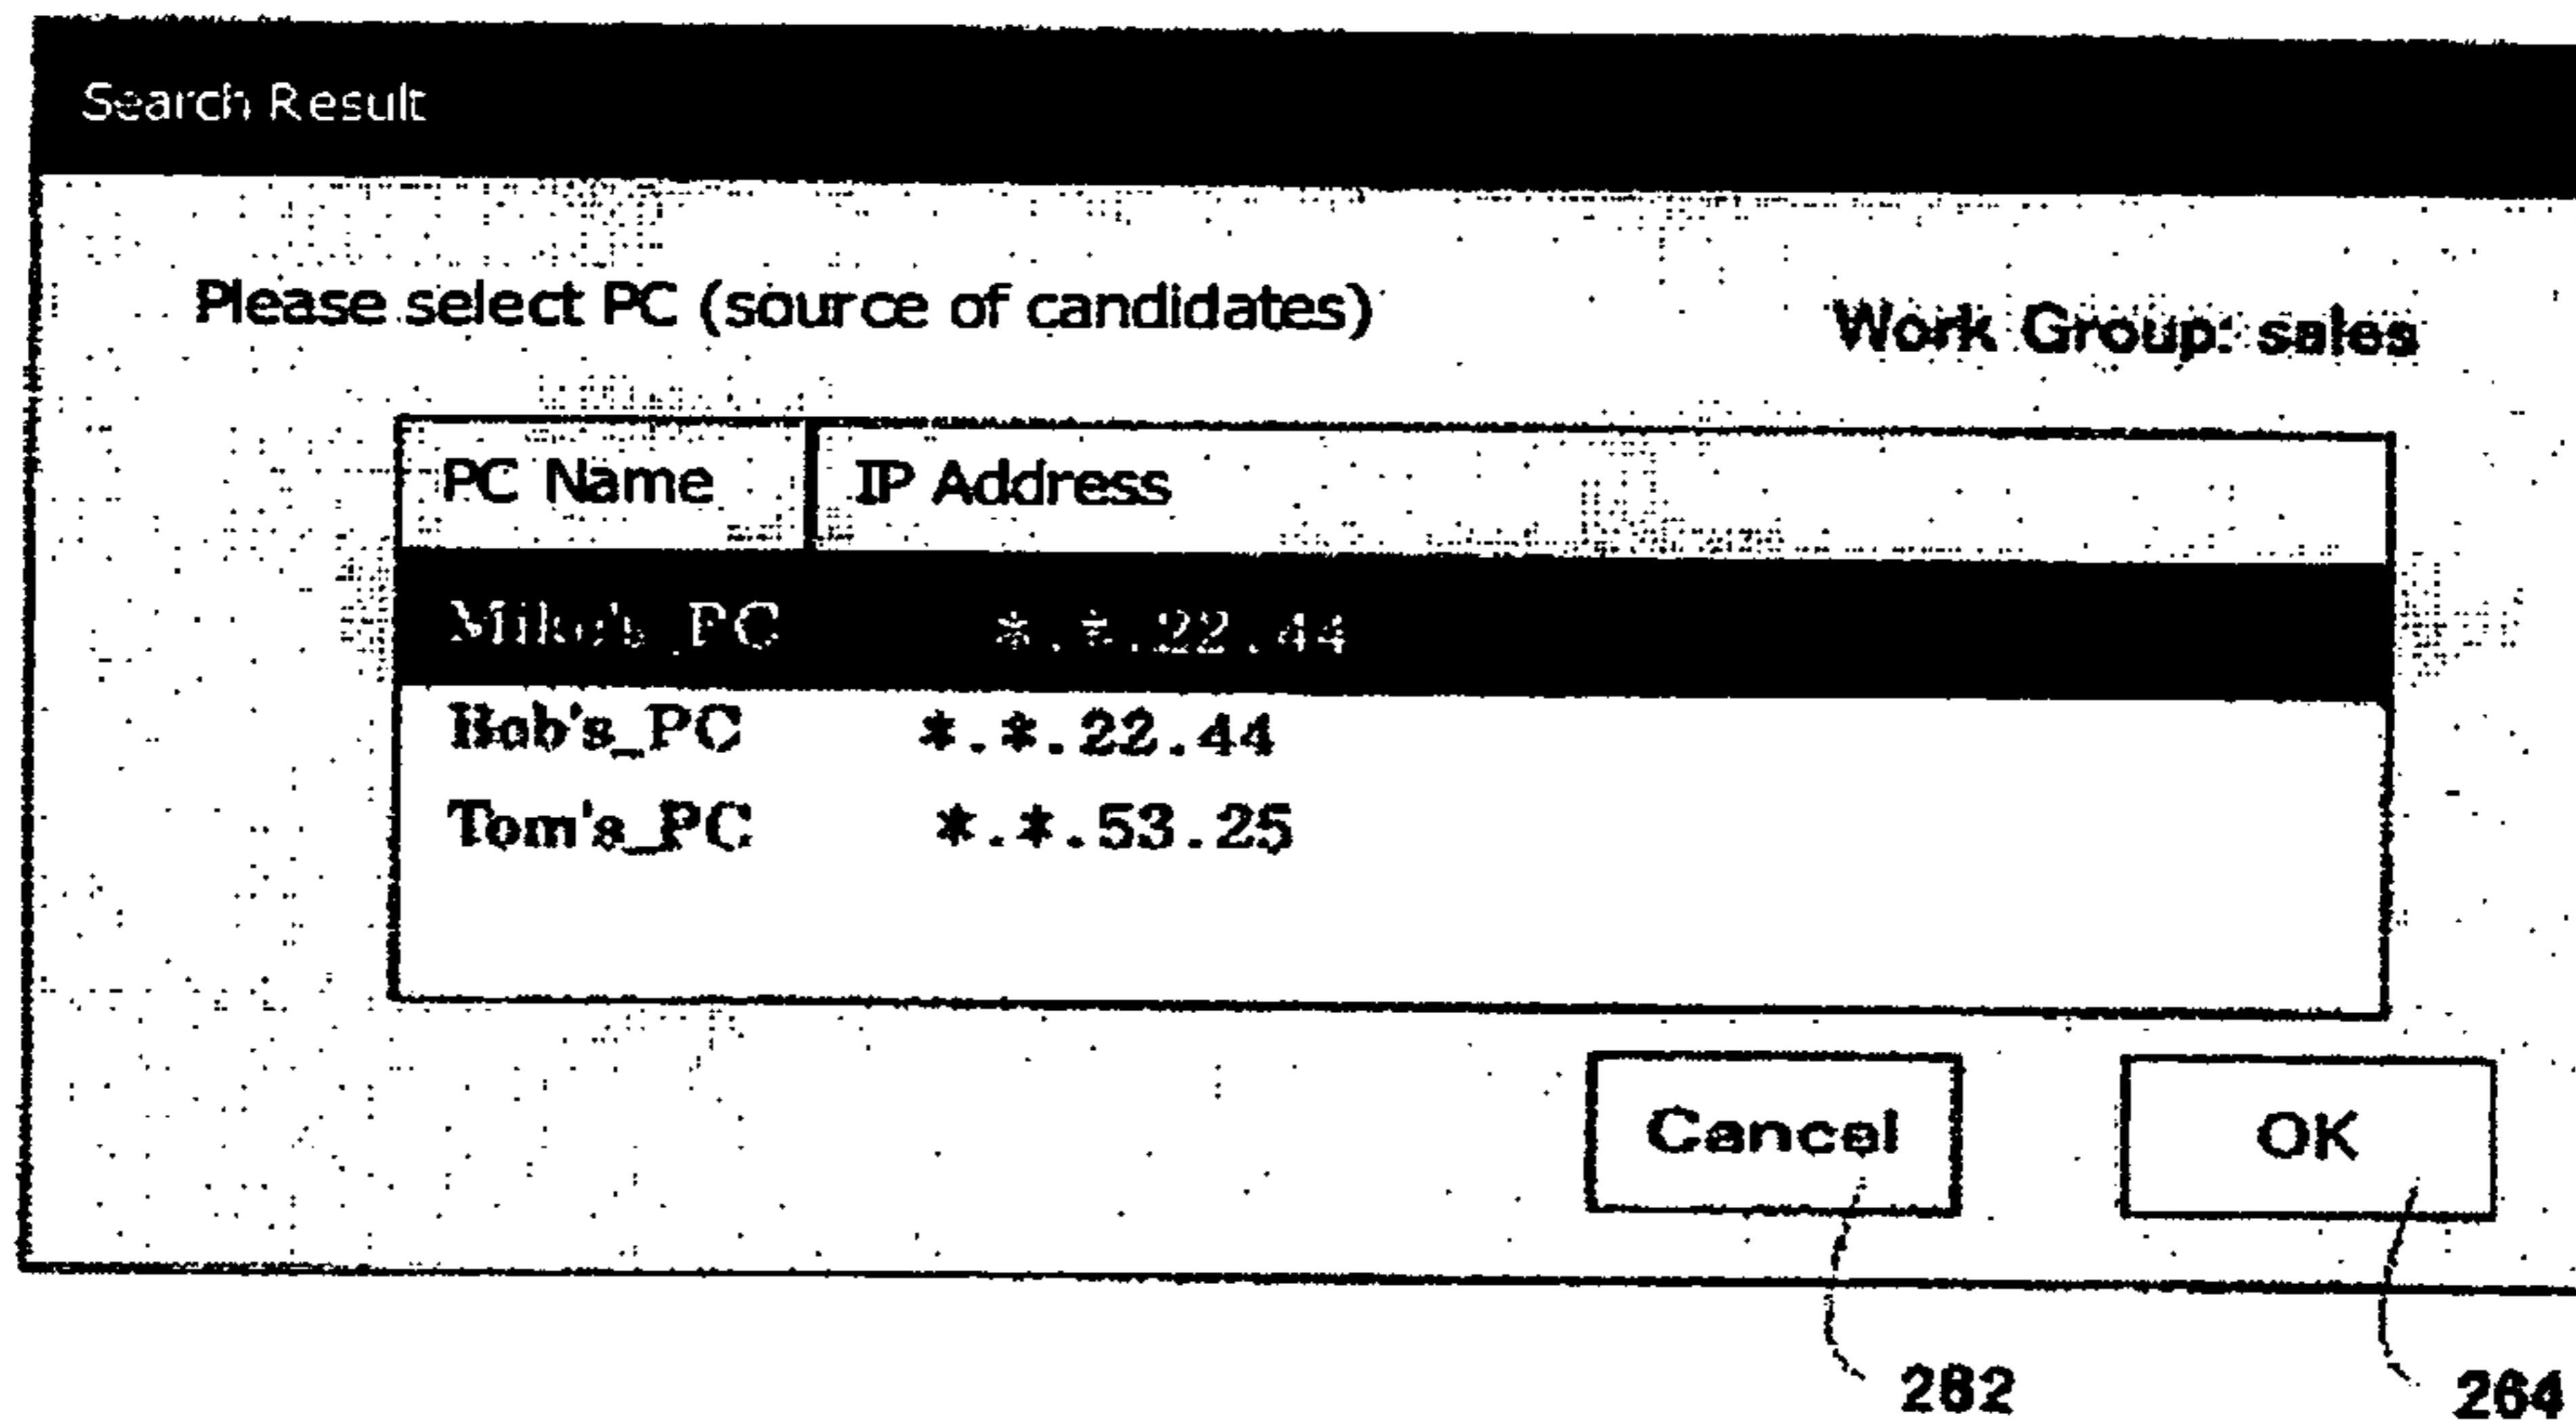 Search Result
Please select PC (source of candidates)
Work Group: sales
PC Name IP Address
Mike's_PC *.*.22.44
Bob's_PC *.*.22.44
Tom's_PC *.*.53.25
Cancel OK
262 264